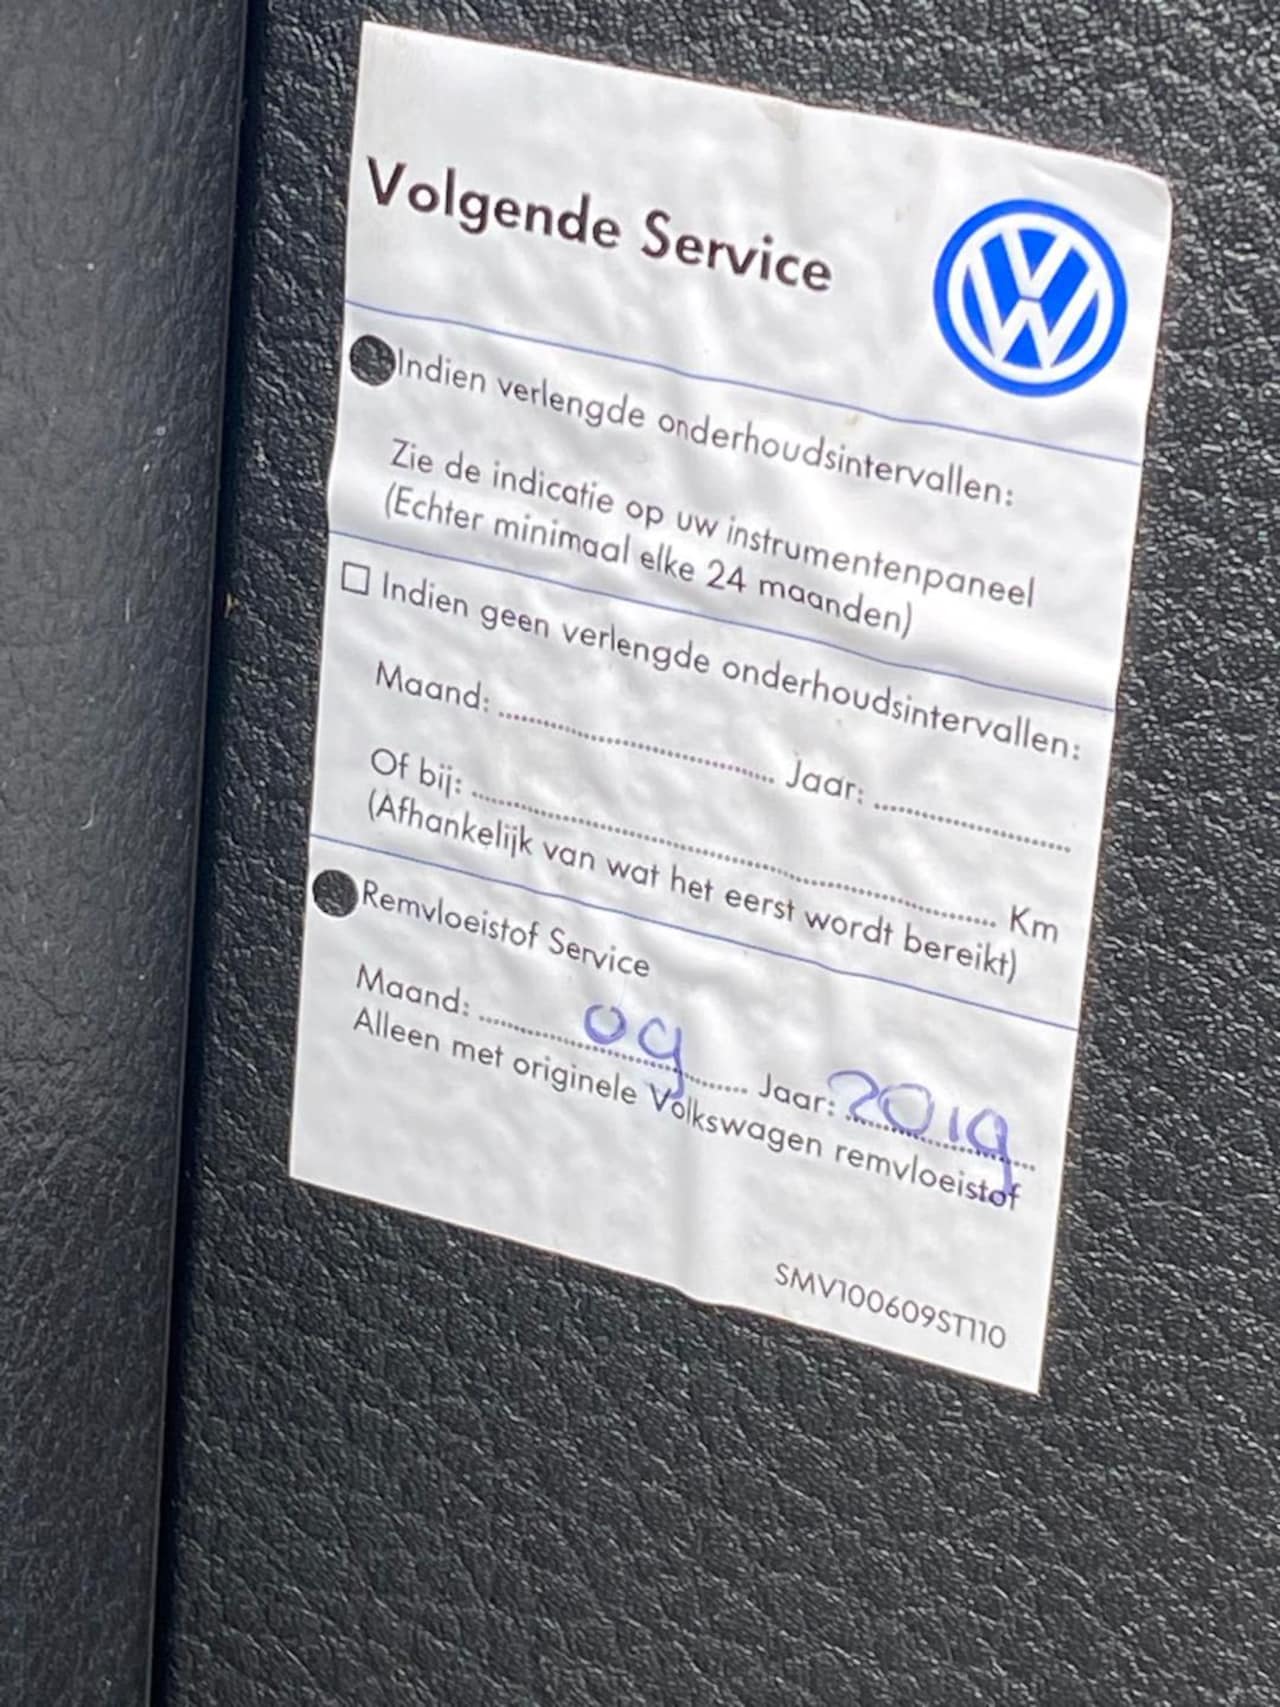 Volgende Service
Indien verlengde onderhoudsintervallen:
Zie de indicatie op uw instrumentenpaneel
(Echter minimaal elke 24 maanden)
☐ Indien geen verlengde onderhoudsintervallen:
Maand: .................... Jaar: ....................
Of bij: .................... Km
(Afhankelijk van wat het eerst wordt bereikt)
Remvloeistof Service
Maand: 09 Jaar: 2019
Alleen met originele Volkswagen remvloeistof
SMV100609ST110